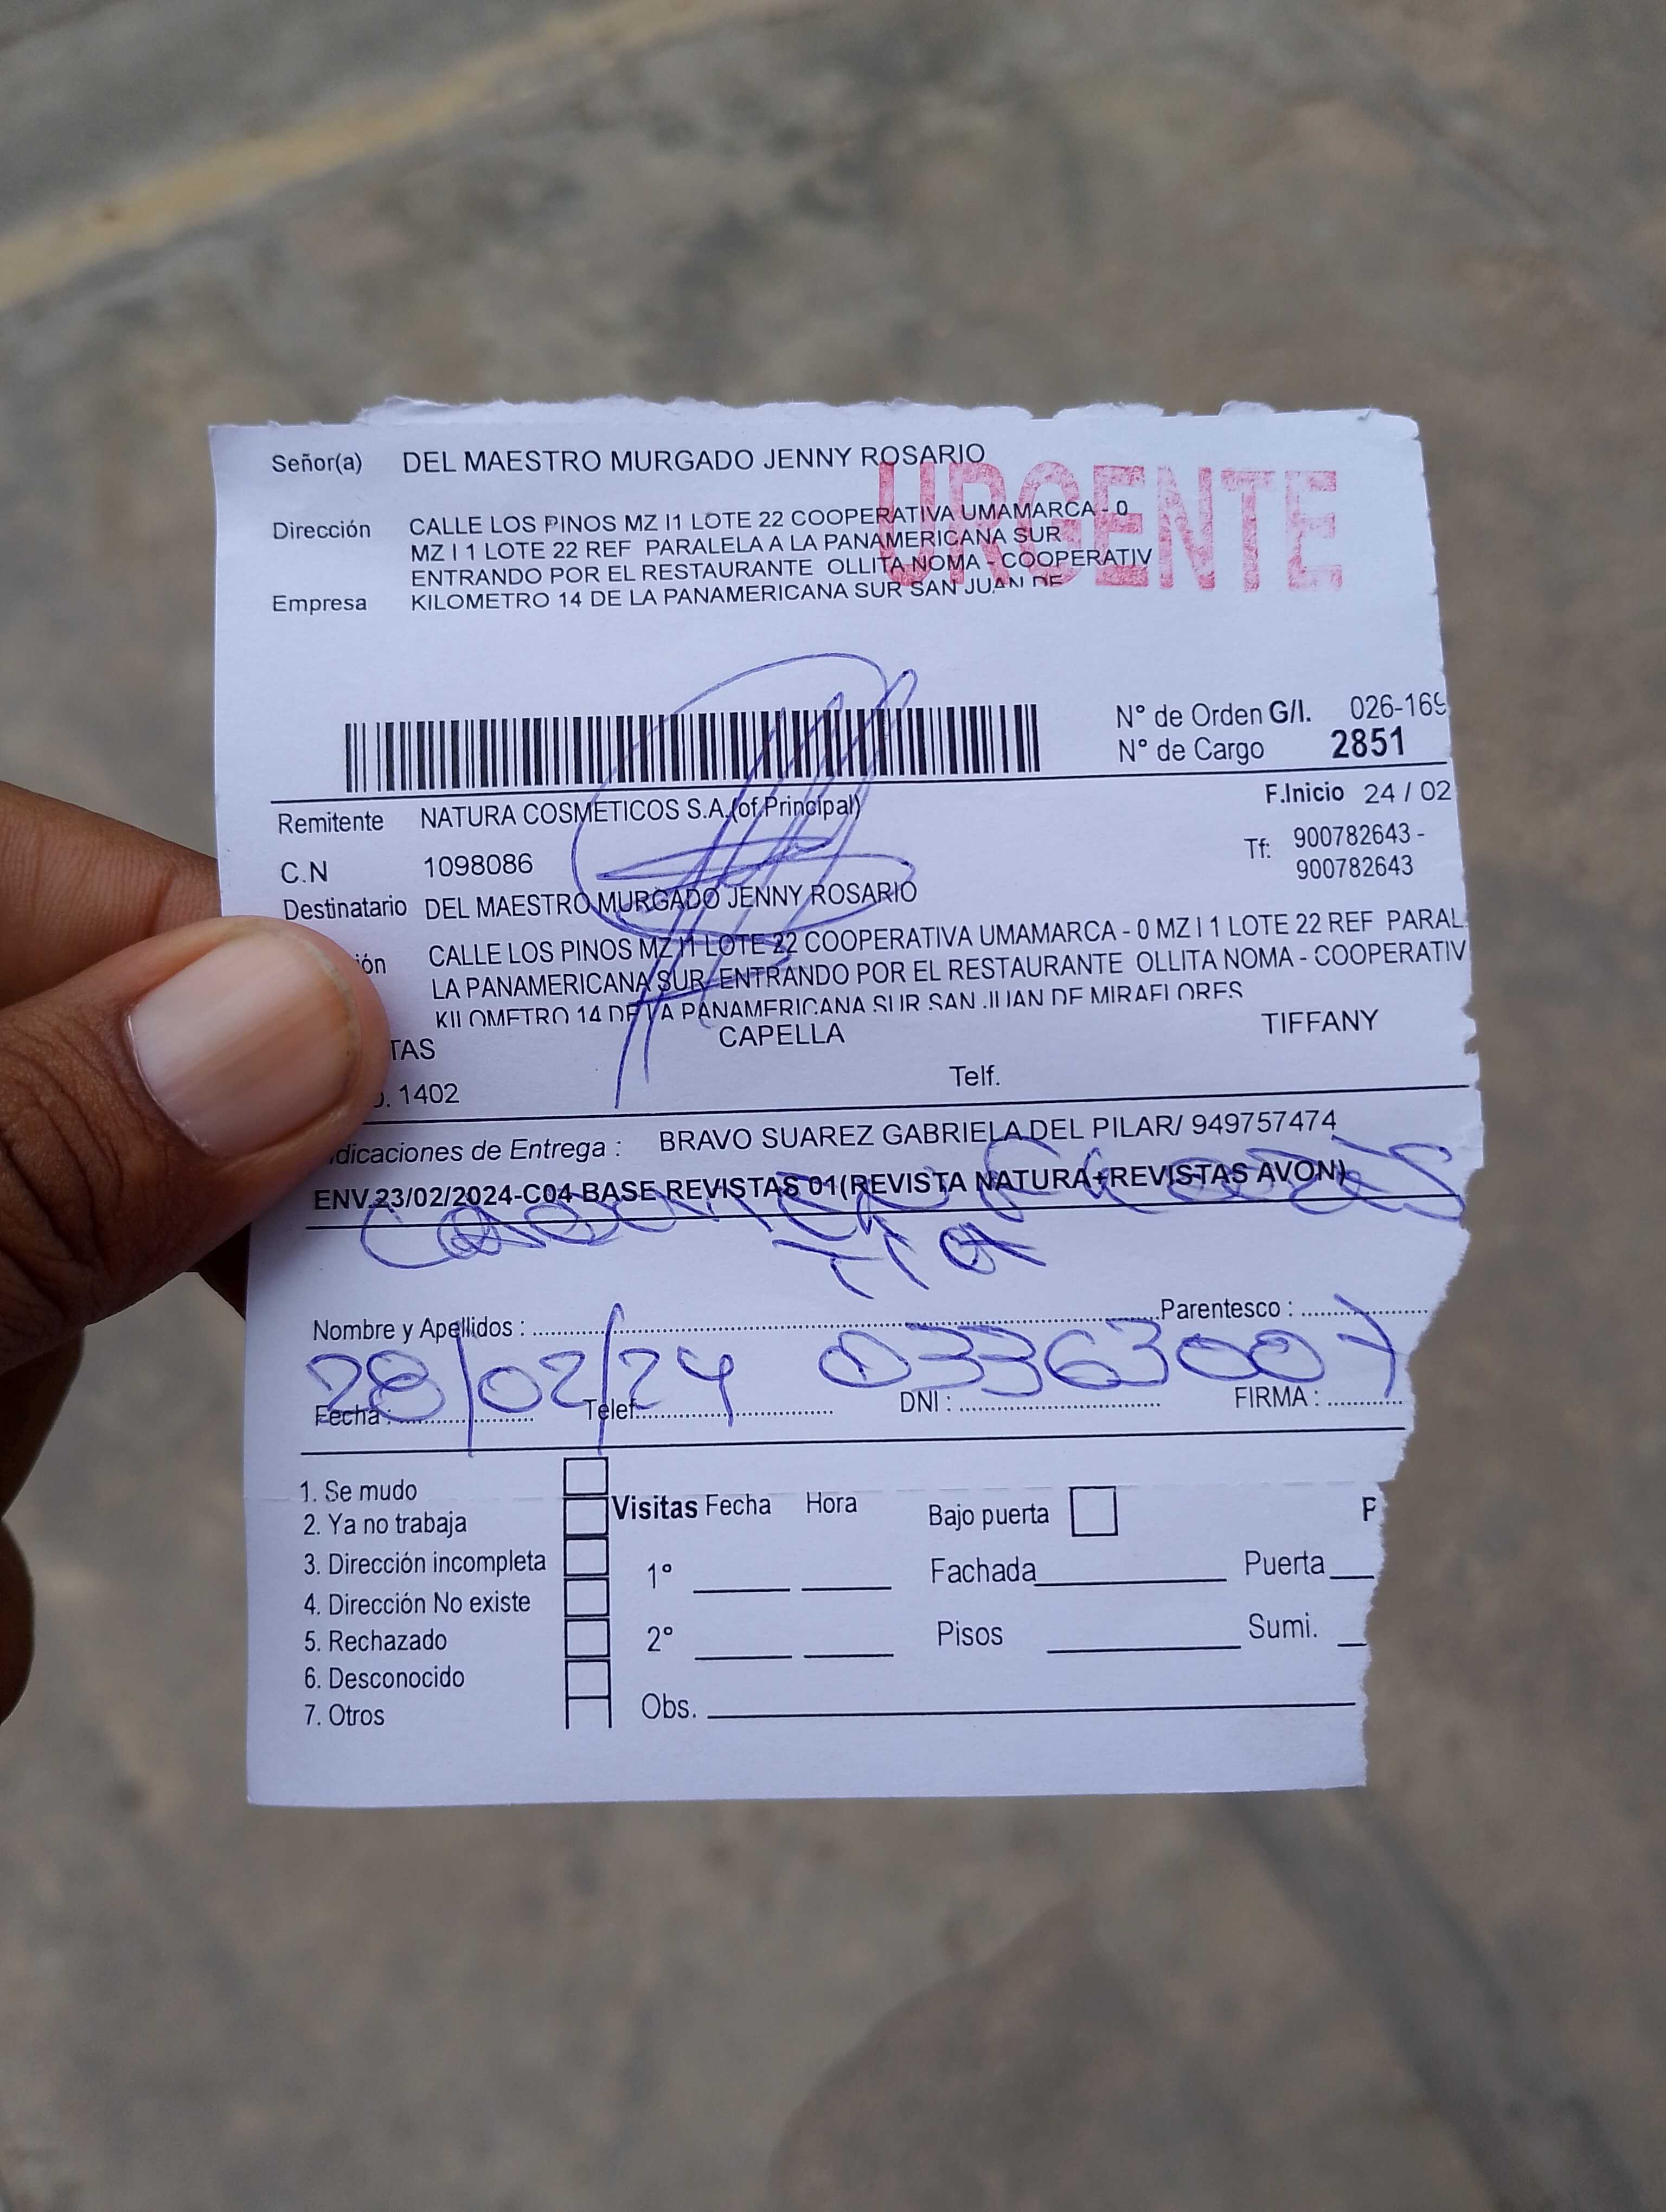 Señor(a) DEL MAESTRO MURGADO JENNY ROSARIO
URGENTE
Dirección CALLE LOS PINOS MZ I1 LOTE 22 COOPERATIVA UMAMARCA - 0
MZ I 1 LOTE 22 REF PARALELA A LA PANAMERICANA SUR
ENTRANDO POR EL RESTAURANTE OLLITA NOMA - COOPERATIV
Empresa KILOMETRO 14 DE LA PANAMERICANA SUR SAN JUAN DE
N° de Orden G/I. 026-169
N° de Cargo 2851
Remitente NATURA COSMETICOS S.A.(of.Principal) F.Inicio 24 / 02
C.N 1098086 Tf: 900782643 -
900782643
Destinatario DEL MAESTRO MURGADO JENNY ROSARIO
ión CALLE LOS PINOS MZ I1 LOTE 22 COOPERATIVA UMAMARCA - 0 MZ I 1 LOTE 22 REF PARAL
LA PANAMERICANA SUR ENTRANDO POR EL RESTAURANTE OLLITA NOMA - COOPERATIV
KILOMETRO 14 DE LA PANAMERICANA SUR SAN JUAN DE MIRAFLORES
TAS CAPELLA TIFFANY
. 1402 Telf.
dicaciones de Entrega : BRAVO SUAREZ GABRIELA DEL PILAR/ 949757474
ENV.23/02/2024-C04 BASE REVISTAS 01(REVISTA NATURA+REVISTAS AVON)
Tia
Nombre y Apellidos : Parentesco :
28/02/24 03363007
Fecha : Telef. DNI : FIRMA :
1. Se mudo
2. Ya no trabaja Visitas Fecha Hora Bajo puerta P
3. Dirección incompleta 1° Fachada Puerta
4. Dirección No existe
5. Rechazado 2° Pisos Sumi.
6. Desconocido
7. Otros Obs.